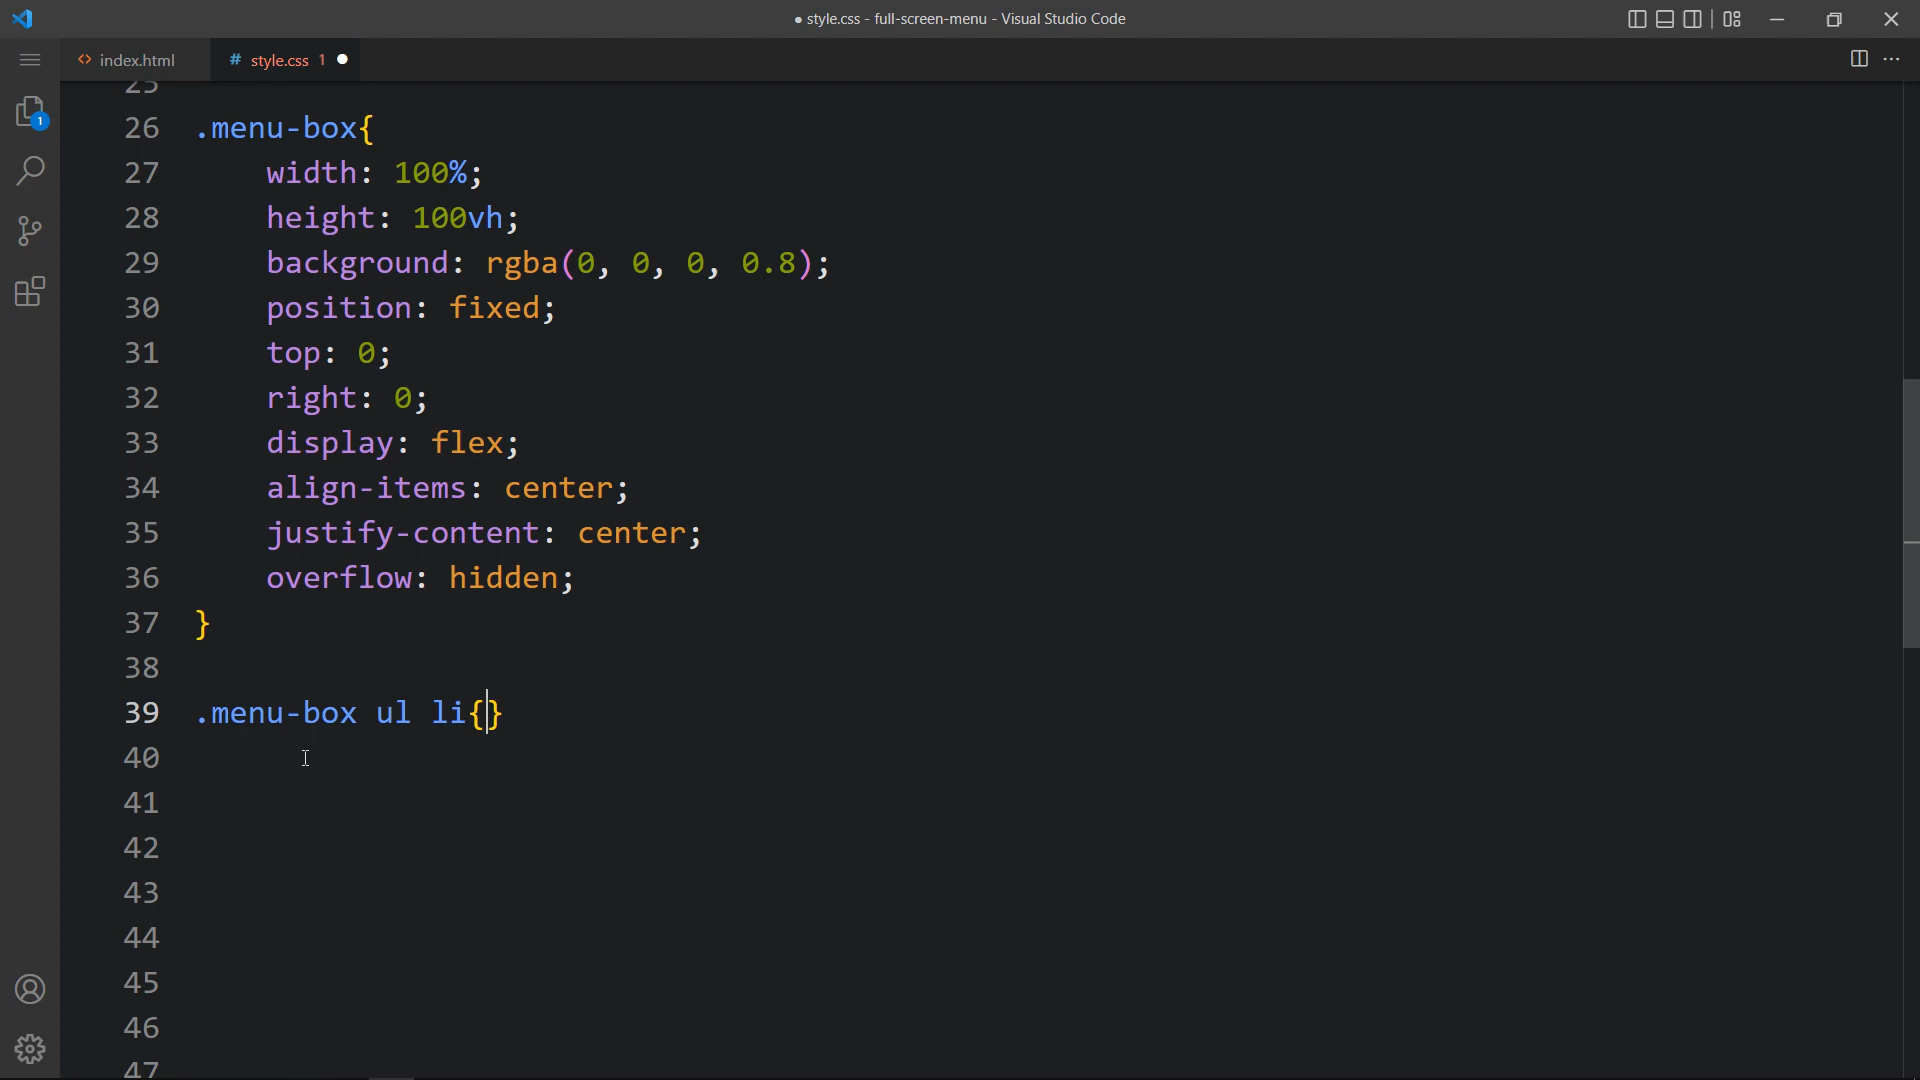 ● style.css - full-screen-menu - Visual Studio Code
<> index.html
# style.css 1 ●
1
25
26 .menu-box{
27     width: 100%;
28     height: 100vh;
29     background: rgba(0, 0, 0, 0.8);
30     position: fixed;
31     top: 0;
32     right: 0;
33     display: flex;
34     align-items: center;
35     justify-content: center;
36     overflow: hidden;
37 }
38
39 .menu-box ul li{}
40
41
42
43
44
45
46
47